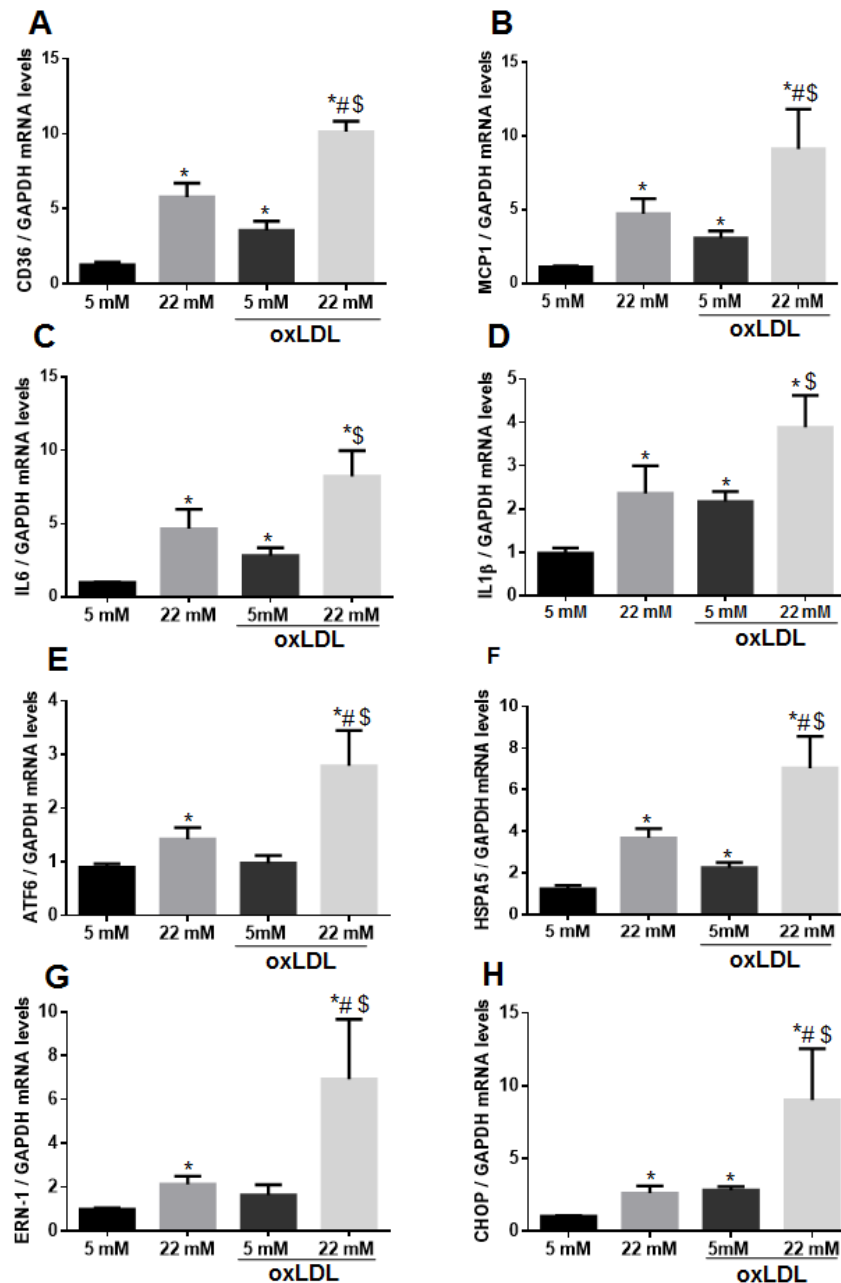 A
CD36 / GAPDH mRNA levels
15
10
5
0
*
*
*#$
5 mM 22 mM 5 mM 22 mM
oxLDL
B
MCP1 / GAPDH mRNA levels
15
10
5
0
*
*
*#$
5 mM 22 mM 5 mM 22 mM
oxLDL
C
IL6 / GAPDH mRNA levels
15
10
5
0
*
*
*$
5 mM 22 mM 5mM 22 mM
oxLDL
D
IL1β / GAPDH mRNA levels
5
4
3
2
1
0
*
*
* $
5 mM 22 mM 5 mM 22 mM
oxLDL
E
ATF6 / GAPDH mRNA levels
4
3
2
1
0
*
*# $
5 mM 22 mM 5mM 22 mM
oxLDL
F
HSPA5 / GAPDH mRNA levels
10
8
6
4
2
0
*
*
*#$
5 mM 22 mM 5mM 22 mM
oxLDL
G
ERN-1 / GAPDH mRNA levels
10
8
6
4
2
0
*
*# $
5 mM 22 mM 5 mM 22 mM
oxLDL
H
CHOP / GAPDH mRNA levels
15
10
5
0
*
*
*# $
5 mM 22 mM 5mM 22 mM
oxLDL